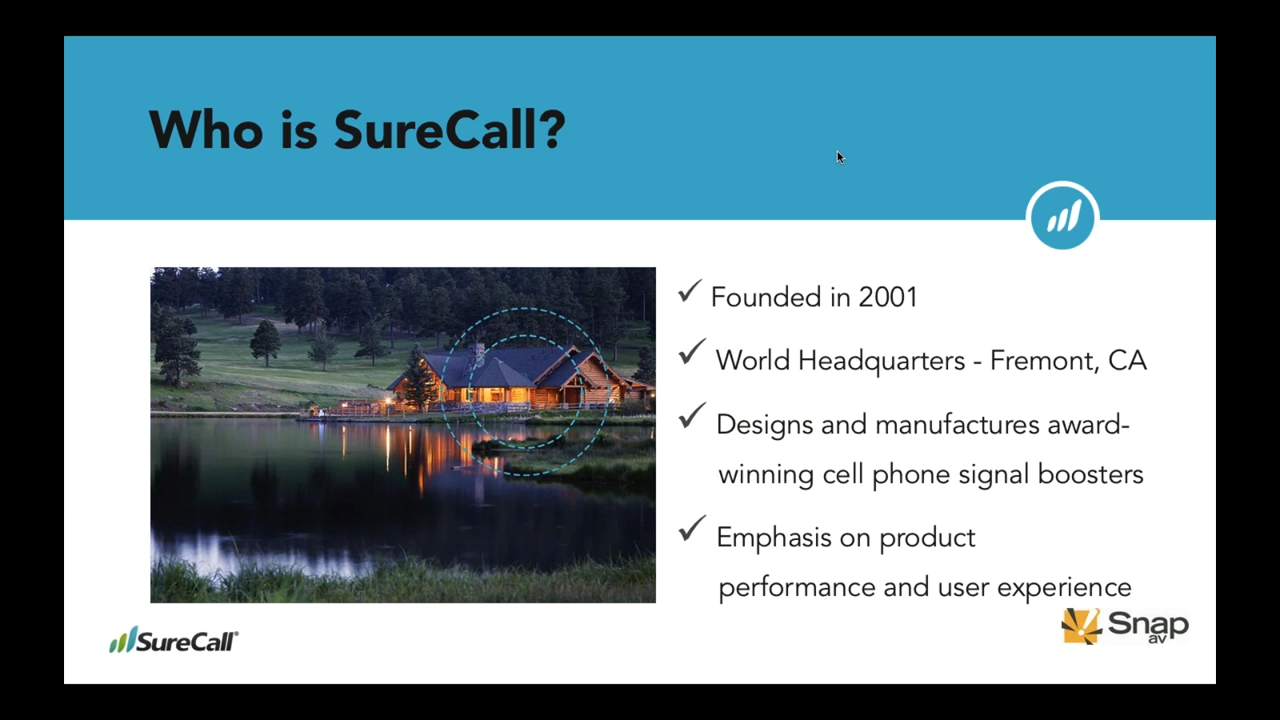 Who is SureCall?
Founded in 2001
World Headquarters - Fremont, CA
Designs and manufactures award-
winning cell phone signal boosters
Emphasis on product
performance and user experience
SureCall®
Snap
av